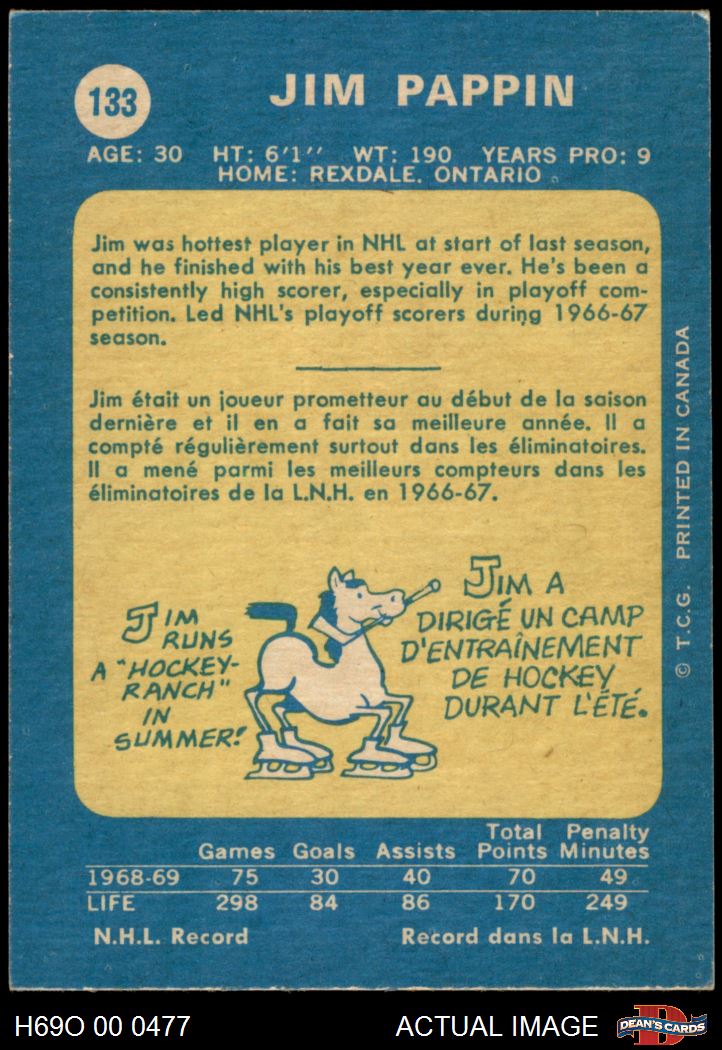 133
JIM PAPPIN
AGE: 30 HT: 6'1'' WT: 190 YEARS PRO: 9
HOME: REXDALE, ONTARIO
Jim was hottest player in NHL at start of last season,
and he finished with his best year ever. He's been a
consistently high scorer, especially in playoff com-
petition. Led NHL's playoff scorers during 1966-67
season.
Jim était un joueur prometteur au début de la saison
dernière et il en a fait sa meilleure année. Il a
compté régulièrement surtout dans les éliminatoires.
Il a mené parmi les meilleurs compteurs dans les
éliminatoires de la L.N.H. en 1966-67.
JIM
RUNS
A "HOCKEY-
RANCH"
IN
SUMMER!
JIM A
DIRIGÉ UN CAMP
D'ENTRAÎNEMENT
DE HOCKEY
DURANT L'ÉTÉ.
© T.C.G. PRINTED IN CANADA
Games Goals Assists Total Points Penalty Minutes
1968-69 75 30 40 70 49
LIFE 298 84 86 170 249
N.H.L. Record Record dans la L.N.H.
H69O 00 0477 ACTUAL IMAGE
D
DEAN'S CARDS